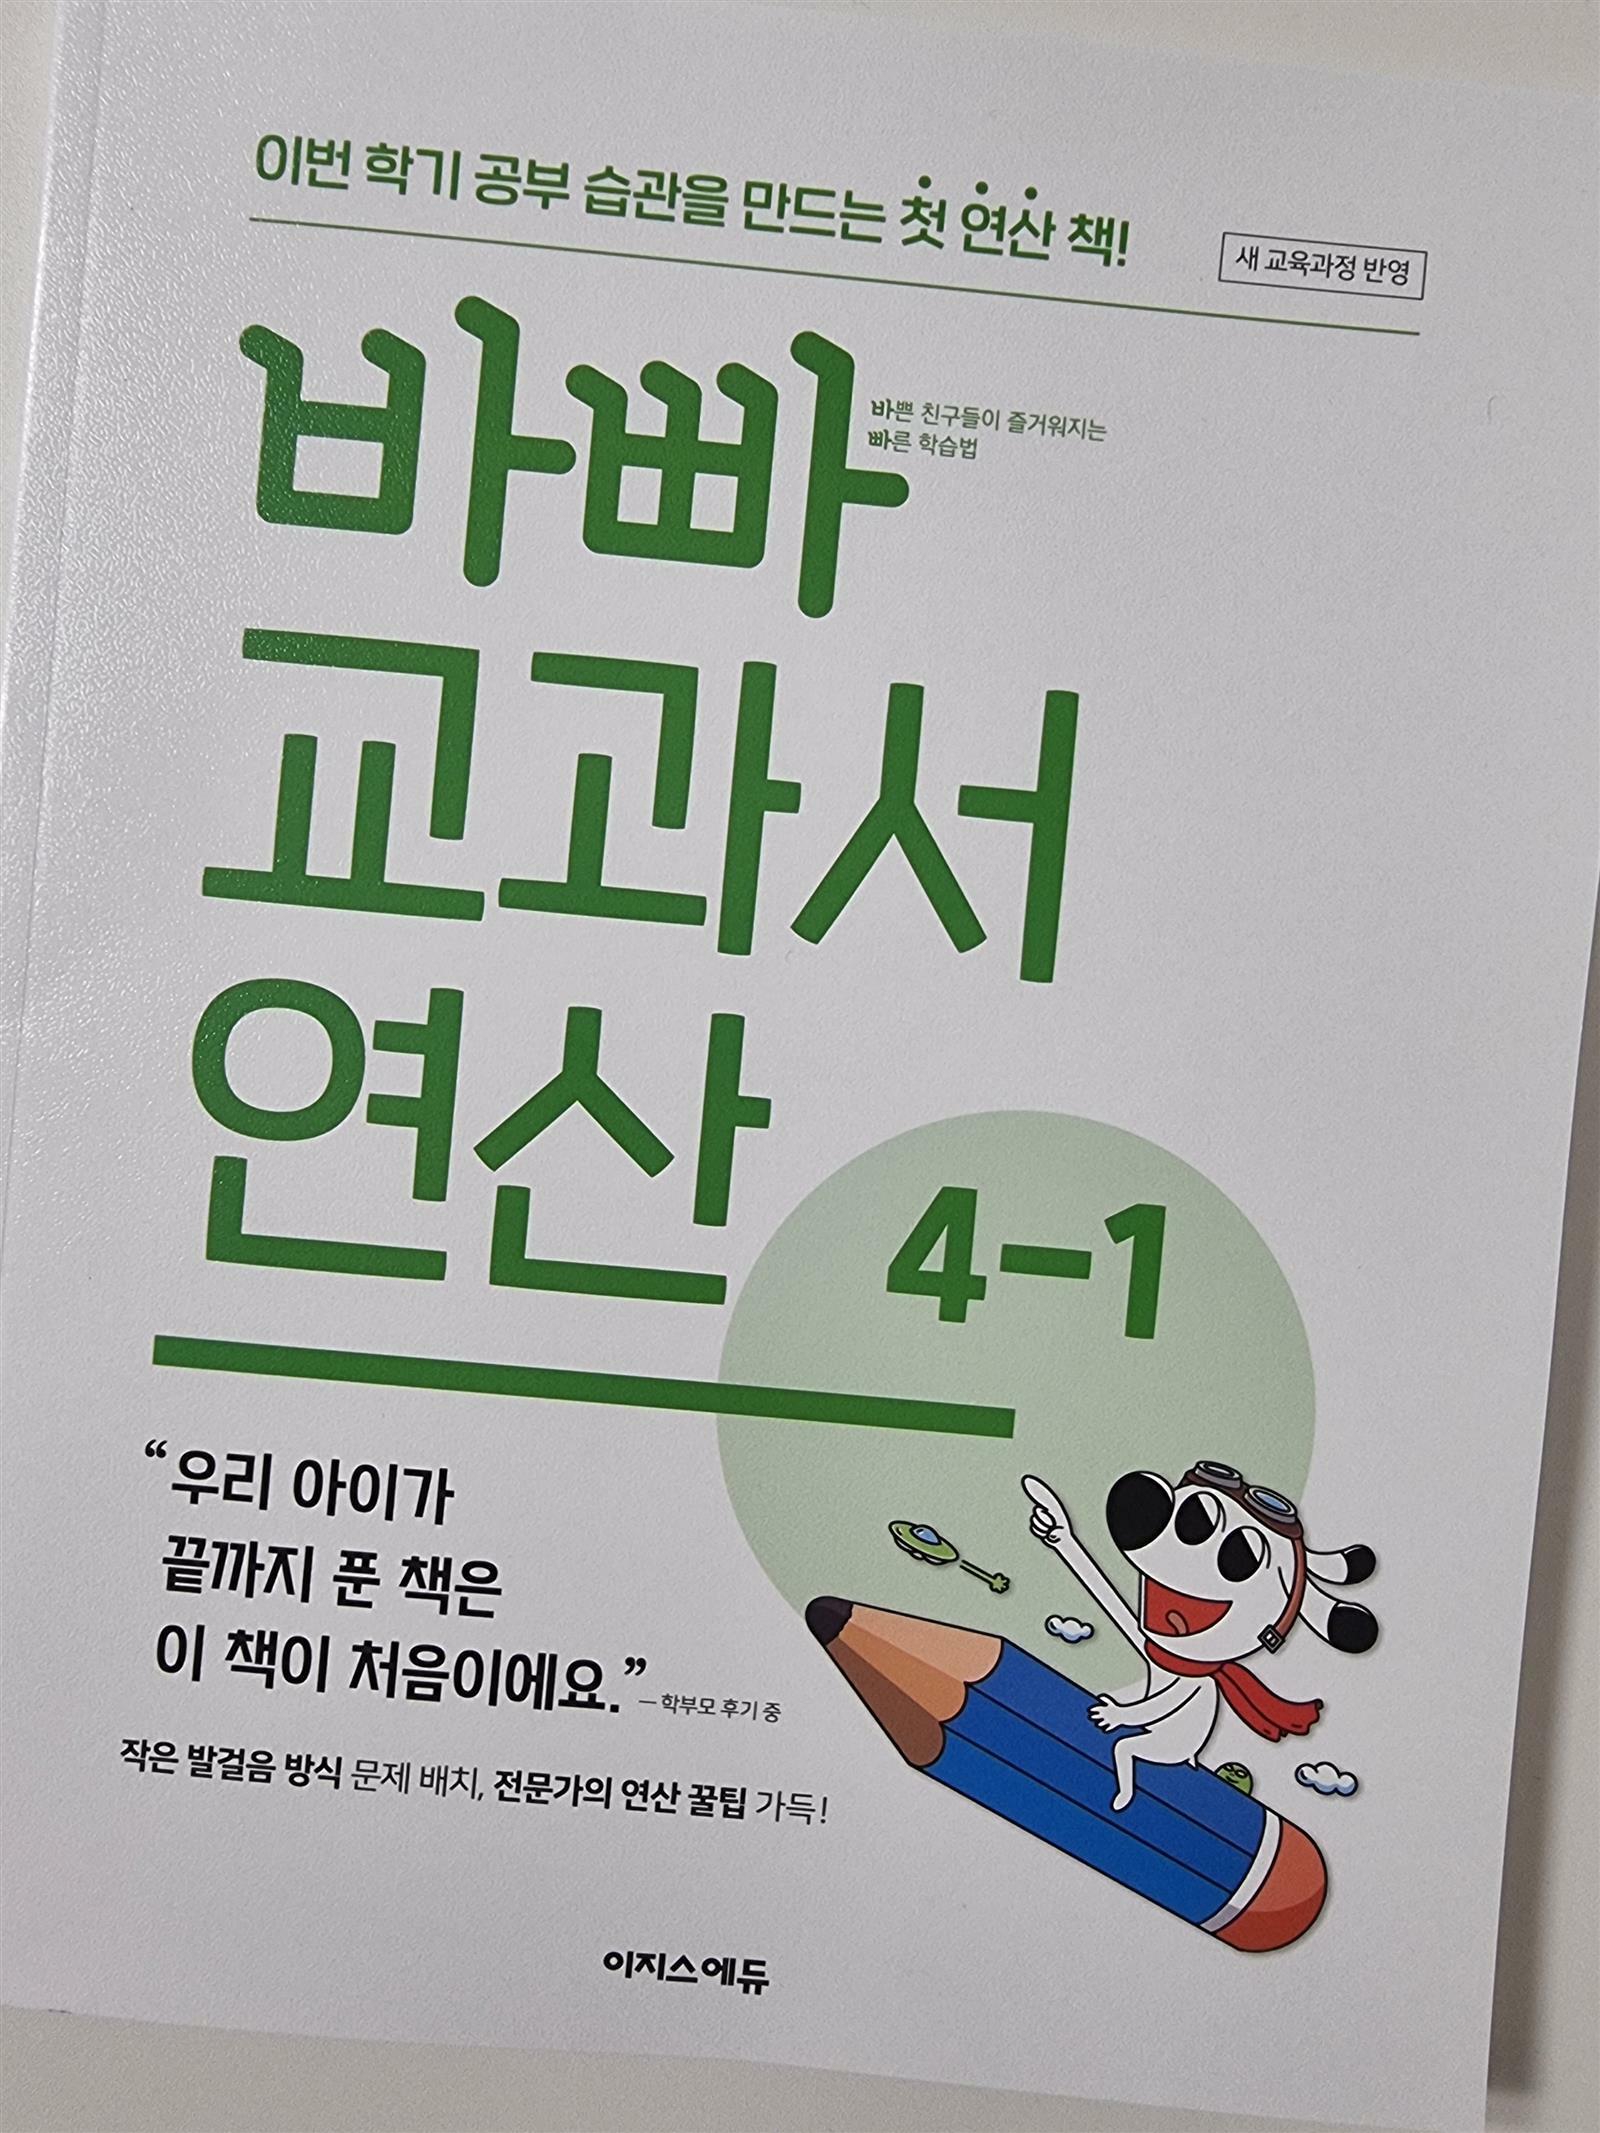 이번 학기 공부 습관을 만드는 첫 연산 책!
새 교육과정 반영
바빠
바쁜 친구들이 즐거워지는
빠른 학습법
교과서
연산
4-1
“우리 아이가
끝까지 푼 책은
이 책이 처음이에요.” – 학부모 후기 중
작은 발걸음 방식 문제 배치, 전문가의 연산 꿀팁 가득!
이지스에듀